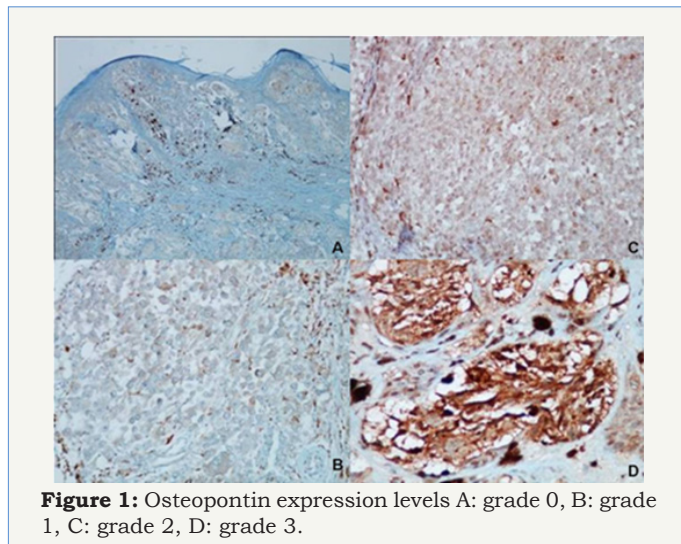 A
C
B
D
Figure 1: Osteopontin expression levels A: grade 0, B: grade
1, C: grade 2, D: grade 3.